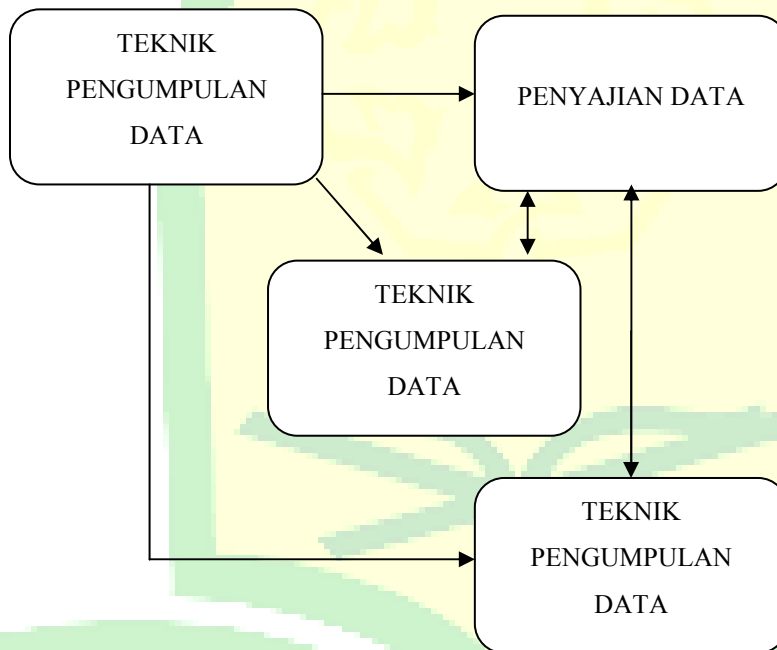 TEKNIK
PENGUMPULAN
DATA
PENYAJIAN DATA
TEKNIK
PENGUMPULAN
DATA
TEKNIK
PENGUMPULAN
DATA